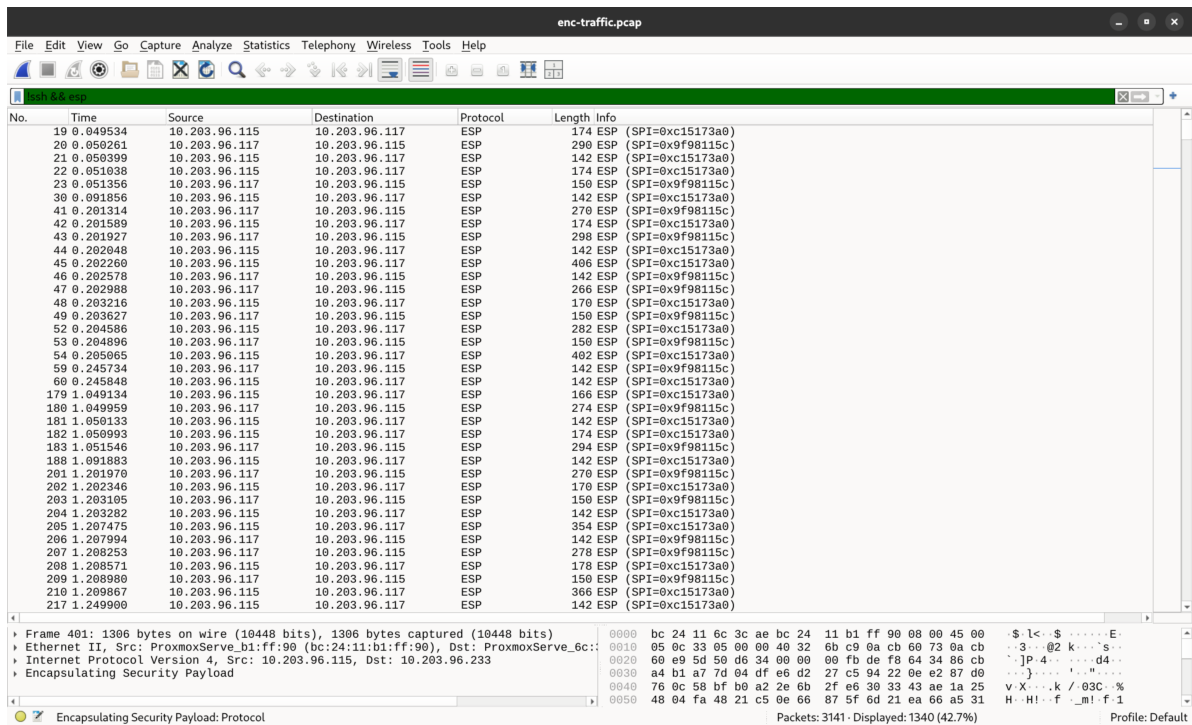 enc-traffic.pcap
File Edit View Go Capture Analyze Statistics Telephony Wireless Tools Help
!ssh && esp
No. Time Source Destination Protocol Length Info
19 0.049534 10.203.96.115 10.203.96.117 ESP 174 ESP (SPI=0xc15173a0)
20 0.050261 10.203.96.117 10.203.96.115 ESP 290 ESP (SPI=0x9f98115c)
21 0.050399 10.203.96.115 10.203.96.117 ESP 142 ESP (SPI=0xc15173a0)
22 0.051038 10.203.96.115 10.203.96.117 ESP 174 ESP (SPI=0xc15173a0)
23 0.051356 10.203.96.117 10.203.96.115 ESP 150 ESP (SPI=0x9f98115c)
30 0.091856 10.203.96.115 10.203.96.117 ESP 142 ESP (SPI=0xc15173a0)
41 0.201314 10.203.96.117 10.203.96.115 ESP 270 ESP (SPI=0x9f98115c)
42 0.201589 10.203.96.115 10.203.96.117 ESP 174 ESP (SPI=0xc15173a0)
43 0.201927 10.203.96.117 10.203.96.115 ESP 298 ESP (SPI=0x9f98115c)
44 0.202048 10.203.96.115 10.203.96.117 ESP 142 ESP (SPI=0xc15173a0)
45 0.202260 10.203.96.115 10.203.96.117 ESP 406 ESP (SPI=0xc15173a0)
46 0.202578 10.203.96.117 10.203.96.115 ESP 142 ESP (SPI=0x9f98115c)
47 0.202988 10.203.96.117 10.203.96.115 ESP 266 ESP (SPI=0x9f98115c)
48 0.203216 10.203.96.115 10.203.96.117 ESP 170 ESP (SPI=0xc15173a0)
49 0.203627 10.203.96.117 10.203.96.115 ESP 150 ESP (SPI=0x9f98115c)
52 0.204586 10.203.96.117 10.203.96.115 ESP 282 ESP (SPI=0x9f98115c)
53 0.204896 10.203.96.117 10.203.96.115 ESP 150 ESP (SPI=0x9f98115c)
54 0.205065 10.203.96.115 10.203.96.117 ESP 402 ESP (SPI=0xc15173a0)
59 0.245734 10.203.96.117 10.203.96.115 ESP 142 ESP (SPI=0x9f98115c)
60 0.245848 10.203.96.115 10.203.96.117 ESP 142 ESP (SPI=0xc15173a0)
179 1.049134 10.203.96.115 10.203.96.117 ESP 166 ESP (SPI=0xc15173a0)
180 1.049959 10.203.96.117 10.203.96.115 ESP 274 ESP (SPI=0x9f98115c)
181 1.050133 10.203.96.115 10.203.96.117 ESP 142 ESP (SPI=0xc15173a0)
182 1.050993 10.203.96.115 10.203.96.117 ESP 174 ESP (SPI=0xc15173a0)
183 1.051546 10.203.96.117 10.203.96.115 ESP 294 ESP (SPI=0x9f98115c)
188 1.091883 10.203.96.115 10.203.96.117 ESP 142 ESP (SPI=0xc15173a0)
201 1.201970 10.203.96.117 10.203.96.115 ESP 270 ESP (SPI=0x9f98115c)
202 1.202346 10.203.96.115 10.203.96.117 ESP 170 ESP (SPI=0xc15173a0)
203 1.203105 10.203.96.117 10.203.96.115 ESP 150 ESP (SPI=0x9f98115c)
204 1.203282 10.203.96.115 10.203.96.117 ESP 142 ESP (SPI=0xc15173a0)
205 1.207475 10.203.96.115 10.203.96.117 ESP 354 ESP (SPI=0xc15173a0)
206 1.207994 10.203.96.117 10.203.96.115 ESP 142 ESP (SPI=0x9f98115c)
207 1.208253 10.203.96.117 10.203.96.115 ESP 278 ESP (SPI=0x9f98115c)
208 1.208571 10.203.96.115 10.203.96.117 ESP 178 ESP (SPI=0xc15173a0)
209 1.208980 10.203.96.117 10.203.96.115 ESP 150 ESP (SPI=0x9f98115c)
210 1.209867 10.203.96.115 10.203.96.117 ESP 366 ESP (SPI=0xc15173a0)
217 1.249900 10.203.96.115 10.203.96.117 ESP 142 ESP (SPI=0xc15173a0)
Frame 401: 1306 bytes on wire (10448 bits), 1306 bytes captured (10448 bits)
Ethernet II, Src: ProxmoxServe_b1:ff:90 (bc:24:11:b1:ff:90), Dst: ProxmoxServe_6c:
Internet Protocol Version 4, Src: 10.203.96.115, Dst: 10.203.96.233
Encapsulating Security Payload
0000 bc 24 11 6c 3c ae bc 24 11 b1 ff 90 08 00 45 00 ·$·l<··$ ······E·
0010 05 0c 33 05 00 00 40 32 6b c9 0a cb 60 73 0a cb ··3···@2 k···`s··
0020 60 e9 5d 50 d6 34 00 00 00 fb de f8 64 34 86 cb `·]P·4·· ····d4··
0030 a4 b1 a7 7d 04 df e6 d2 27 c5 94 22 0e e2 87 d0 ···}···· '··"····
0040 76 0c 58 bf b0 a2 2e 6b 2f e6 30 33 43 ae 1a 25 v·X···.k /·03C··%
0050 48 04 fa 48 21 c5 0e 66 87 5f 6d 21 ea 66 a5 31 H··H!··f ·_m!·f·1
Encapsulating Security Payload: Protocol
Packets: 3141 · Displayed: 1340 (42.7%)
Profile: Default